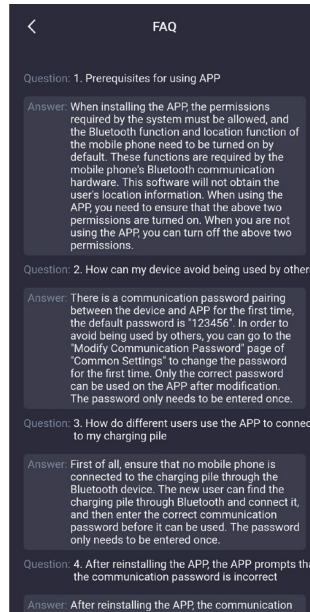 FAQ
Question: 1. Prerequisites for using APP
Answer: When installing the APP, the permissions
required by the system must be allowed, and
the Bluetooth function and location function of
the mobile phone need to be turned on by
default. These functions are required by the
mobile phone's Bluetooth communication
hardware. This software will not obtain the
user's location information. When using the
APP, you need to ensure that the above two
permissions are turned on. When you are not
using the APP, you can turn off the above two
permissions.
Question: 2. How can my device avoid being used by other
Answer: There is a communication password pairing
between the device and APP for the first time,
the default password is "123456". In order to
avoid being used by others, you can go to the
"Modify Communication Password" page of
"Common Settings" to change the password
for the first time. Only the correct password
can be used on the APP after modification.
The password only needs to be entered once.
Question: 3. How do different users use the APP to connec
to my charging pile
Answer: First of all, ensure that no mobile phone is
connected to the charging pile through the
Bluetooth device. The new user can find the
charging pile through Bluetooth and connect it,
and then enter the correct communication
password before it can be used. The password
only needs to be entered once.
Question: 4. After reinstalling the APP, the APP prompts tha
the communication password is incorrect
Answer: After reinstalling the APP, the communication